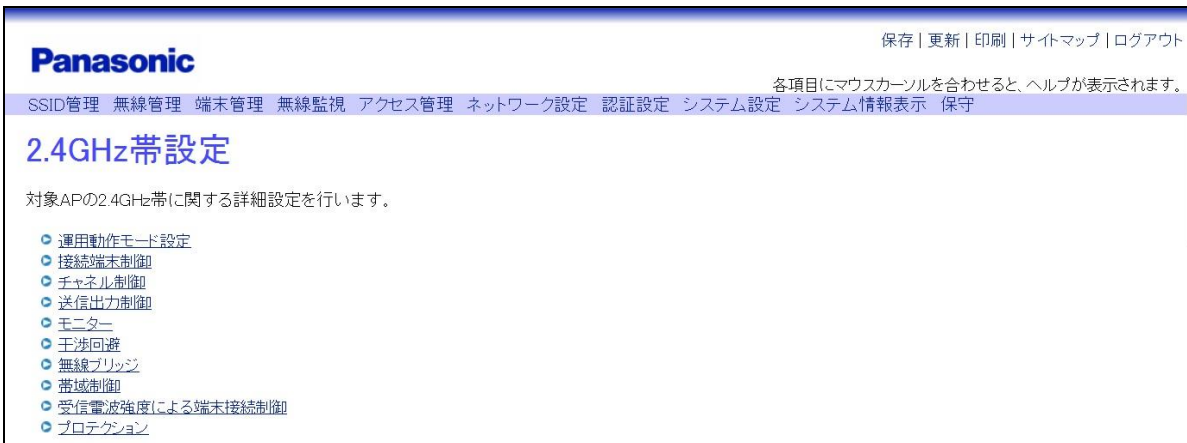 保存 | 更新 | 印刷 | サイトマップ | ログアウト
Panasonic
各項目にマウスカーソルを合わせると、ヘルプが表示されます。
SSID管理 無線管理 端末管理 無線監視 アクセス管理 ネットワーク設定 認証設定 システム設定 システム情報表示 保守
2.4GHz帯設定
対象APの2.4GHz帯に関する詳細設定を行います。
運用動作モード設定
接続端末制御
チャネル制御
送信出力制御
モニター
干渉回避
無線ブリッジ
帯域制御
受信電波強度による端末接続制御
プロテクション